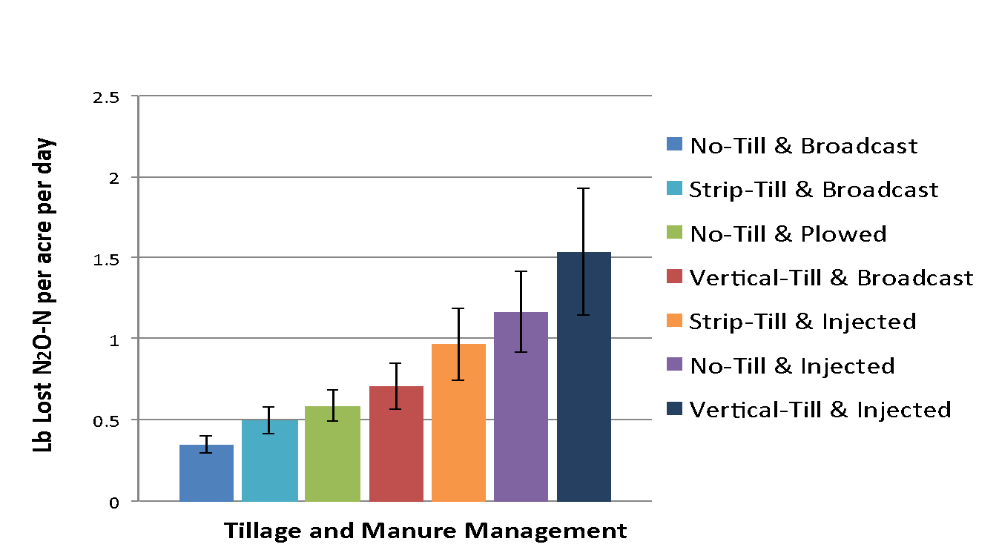 2.5
2
1.5
1
0.5
0
Lb Lost N2O-N per acre per day
Tillage and Manure Management
No-Till & Broadcast
Strip-Till & Broadcast
No-Till & Plowed
Vertical-Till & Broadcast
Strip-Till & Injected
No-Till & Injected
Vertical-Till & Injected